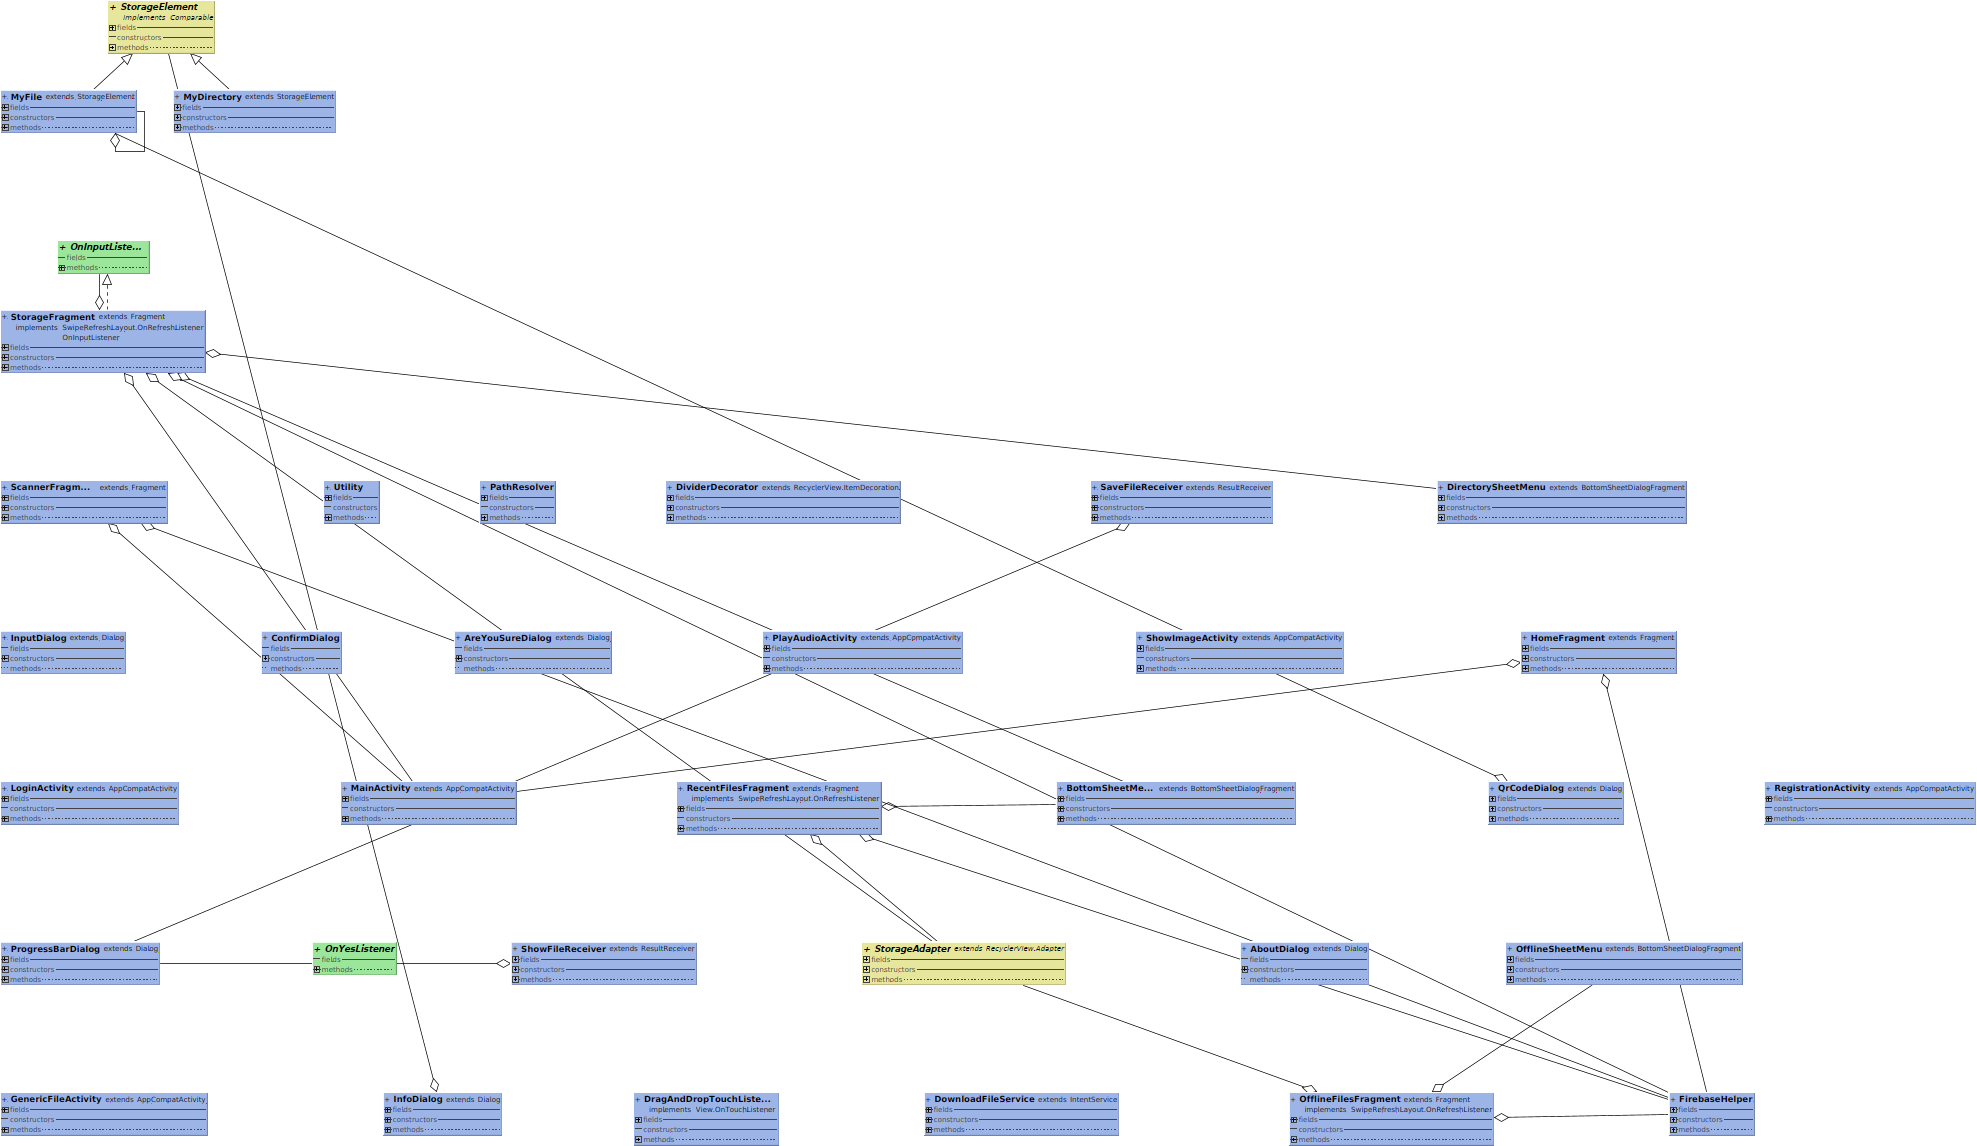 + StorageElement
implements Comparable
fields
constructors
methods
+ MyFile extends StorageElement
fields
constructors
methods
+ MyDirectory extends StorageElement
fields
constructors
methods
+ OnInputListe...
fields
methods
+ StorageFragment extends Fragment
implements SwipeRefreshLayout.OnRefreshListener
OnInputListener
fields
constructors
methods
+ ScannerFragm... extends Fragment
fields
constructors
methods
+ Utility
fields
constructors
methods
+ PathResolver
fields
constructors
methods
+ DividerDecorator extends RecyclerView.ItemDecoration
fields
constructors
methods
+ SaveFileReceiver extends ResultReceiver
fields
constructors
methods
+ DirectorySheetMenu extends BottomSheetDialogFragment
fields
constructors
methods
+ InputDialog extends Dialog
fields
constructors
methods
+ ConfirmDialog
fields
constructors
methods
+ AreYouSureDialog extends Dialog
fields
constructors
methods
+ PlayAudioActivity extends AppCompatActivity
fields
constructors
methods
+ ShowImageActivity extends AppCompatActivity
fields
constructors
methods
+ HomeFragment extends Fragment
fields
constructors
methods
+ LoginActivity extends AppCompatActivity
fields
constructors
methods
+ MainActivity extends AppCompatActivity
fields
constructors
methods
+ RecentFilesFragment extends Fragment
implements SwipeRefreshLayout.OnRefreshListener
fields
constructors
methods
+ BottomSheetMe... extends BottomSheetDialogFragment
fields
constructors
methods
+ QrCodeDialog extends Dialog
fields
constructors
methods
+ RegistrationActivity extends AppCompatActivity
fields
constructors
methods
+ ProgressBarDialog extends Dialog
fields
constructors
methods
+ OnYesListener
fields
methods
+ ShowFileReceiver extends ResultReceiver
fields
constructors
methods
+ StorageAdapter extends RecyclerView.Adapter
fields
constructors
methods
+ AboutDialog extends Dialog
fields
constructors
methods
+ OfflineSheetMenu extends BottomSheetDialogFragment
fields
constructors
methods
+ GenericFileActivity extends AppCompatActivity
fields
constructors
methods
+ InfoDialog extends Dialog
fields
constructors
methods
+ DragAndDropTouchListe...
implements View.OnTouchListener
fields
constructors
methods
+ DownloadFileService extends IntentService
fields
constructors
methods
+ OfflineFilesFragment extends Fragment
implements SwipeRefreshLayout.OnRefreshListener
fields
constructors
methods
+ FirebaseHelper
fields
constructors
methods